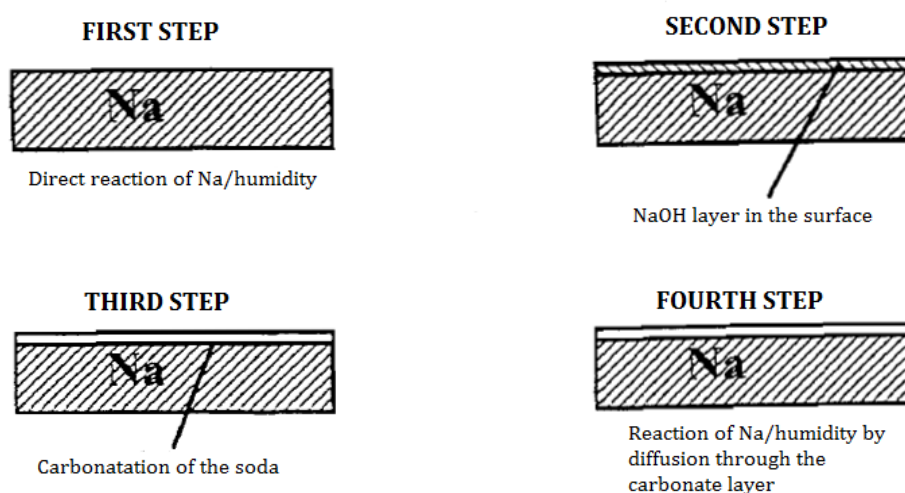 FIRST STEP
Na
Direct reaction of Na/humidity
SECOND STEP
Na
NaOH layer in the surface
THIRD STEP
Na
Carbonatation of the soda
FOURTH STEP
Na
Reaction of Na/humidity by
diffusion through the
carbonate layer